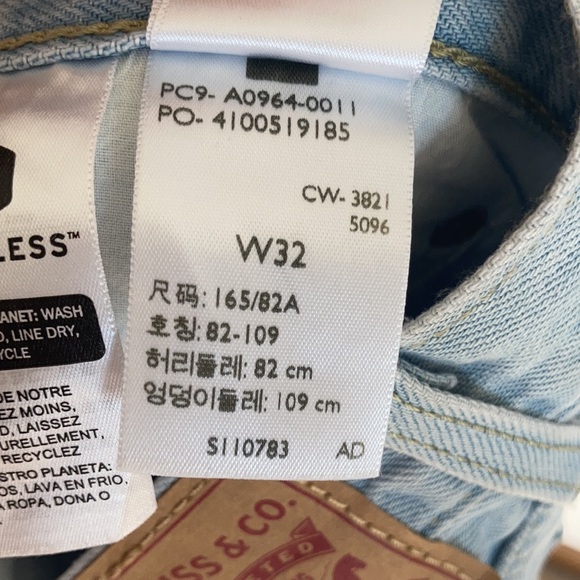 PC9- A0964-0011
PO- 4100519185
CW- 3821
5096
W32
尺码: 165/82A
호칭: 82-109
허리둘레: 82 cm
엉덩이둘레: 109 cm
S110783 AD
LESS™
ANET: WASH
LINE DRY,
YCLE
DE NOTRE
EZ MOINS,
URELLEMENT,
RECYCLEZ
STRO PLANETA:
OS, LAVA EN FRIO,
A ROPA, DONA O
SS & CO.